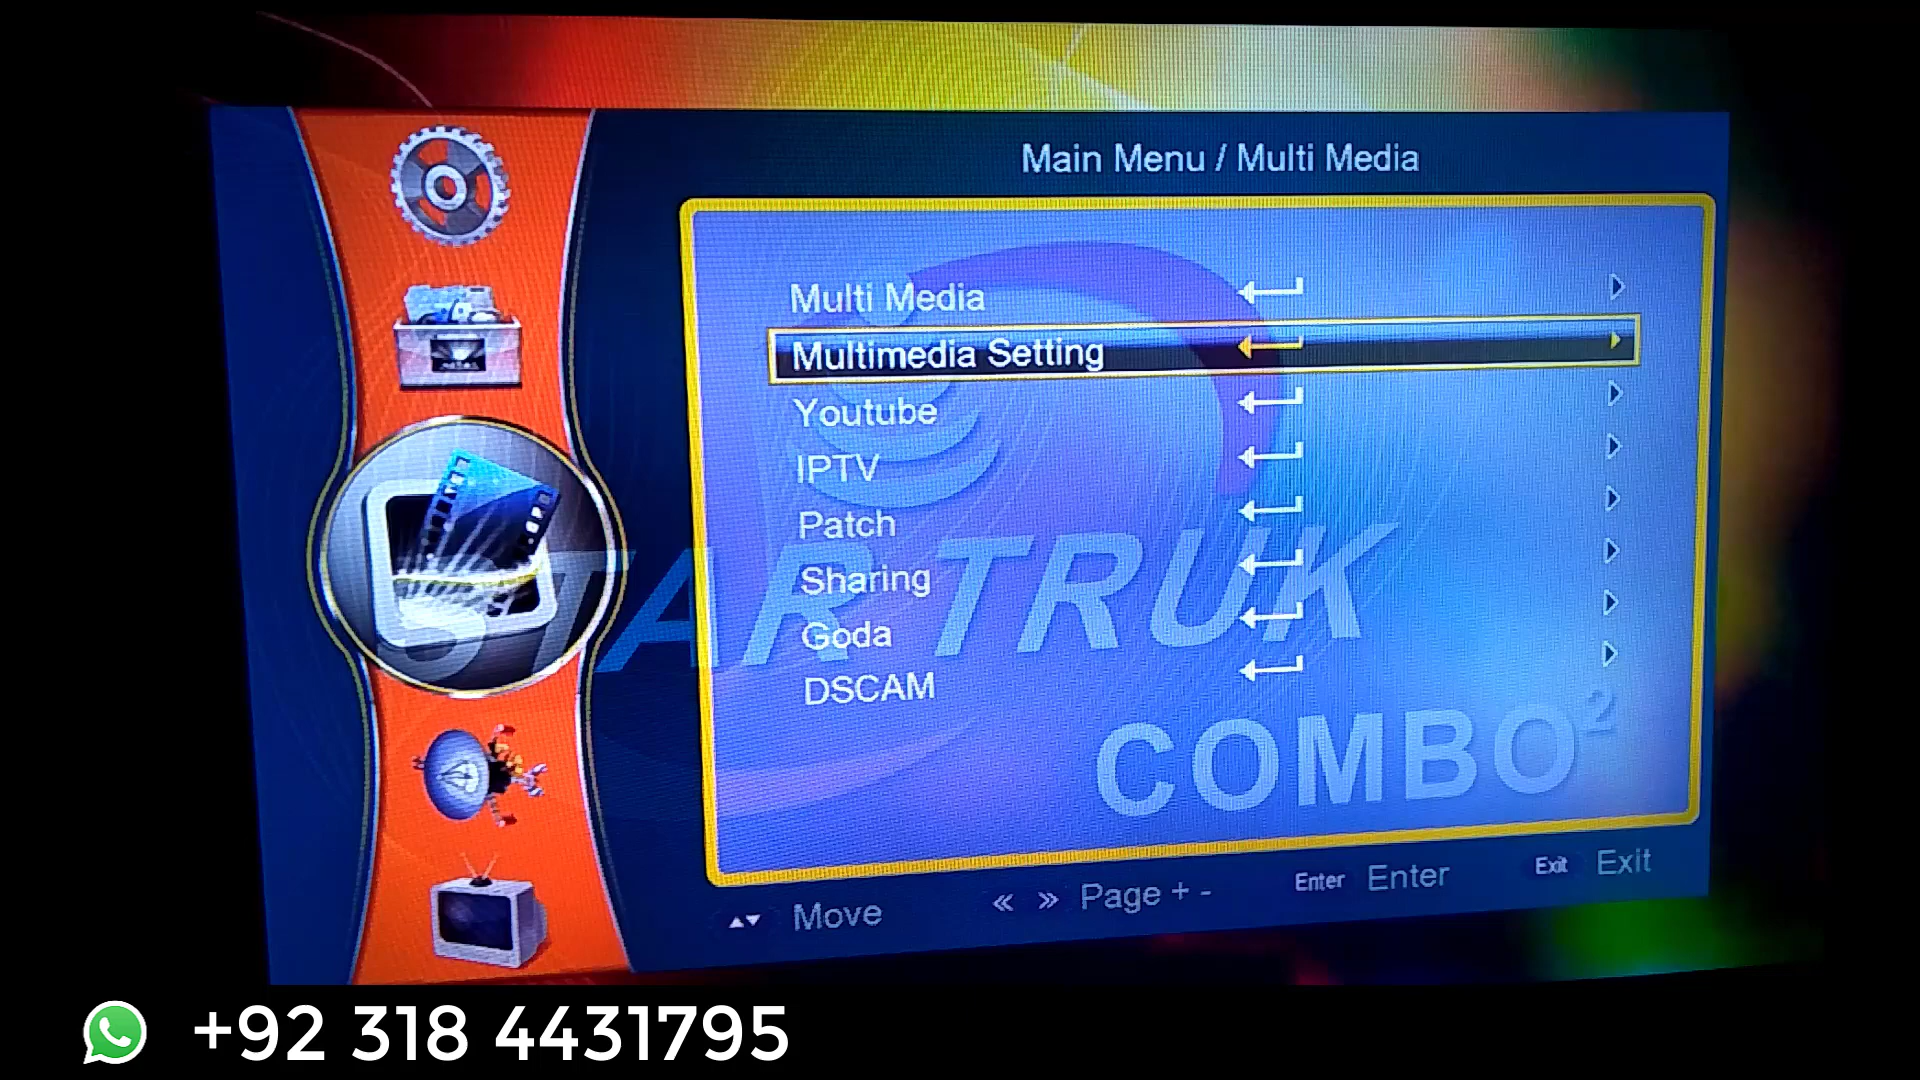 Main Menu / Multi Media
Multi Media
Multimedia Setting
Youtube
IPTV
Patch
Sharing
Goda
DSCAM
STAR TRUK
COMBO²
Move
Page + -
Enter Enter
Exit Exit
+92 318 4431795